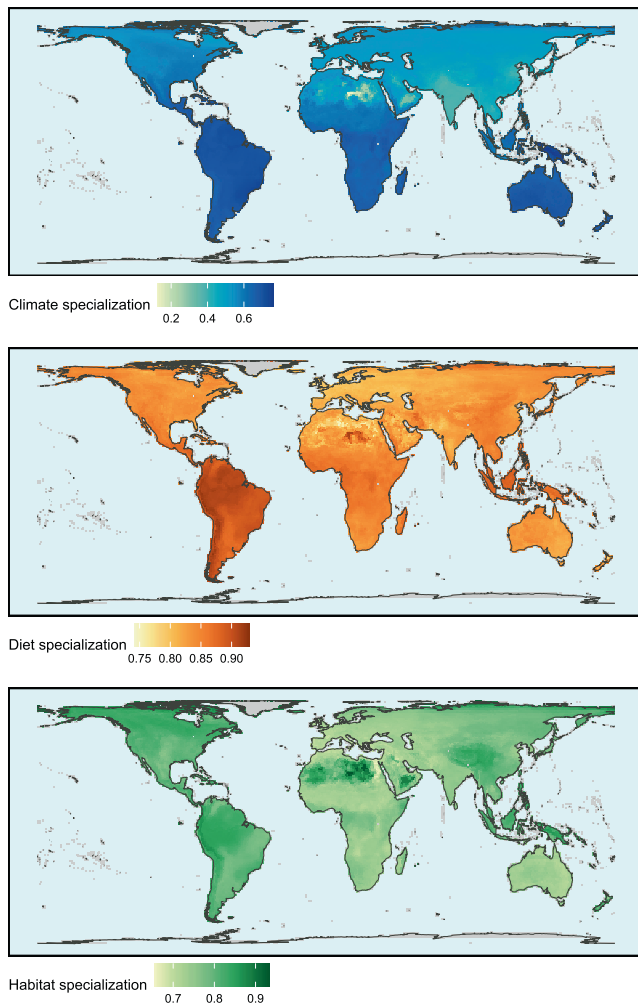 Climate specialization
0.2 0.4 0.6
Diet specialization
0.75 0.80 0.85 0.90
Habitat specialization
0.7 0.8 0.9